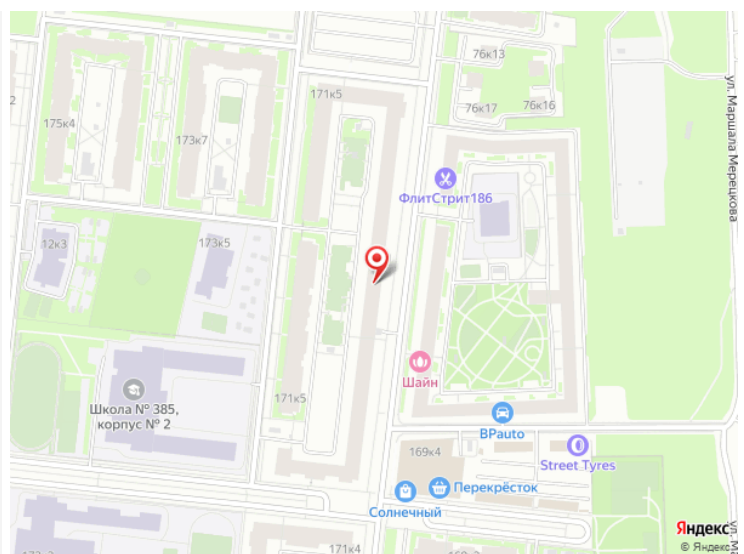 76к13
171к5
175к4
76к17
76к16
173к7
ул. Маршала Мерецкова
ФлитСтрит186
12к3
173к5
Шайн
171к5
Школа № 385,
корпус № 2
BPauto
169к4
Street Tyres
Перекрёсток
Солнечный
Яндекс
171к4
© Яндекс